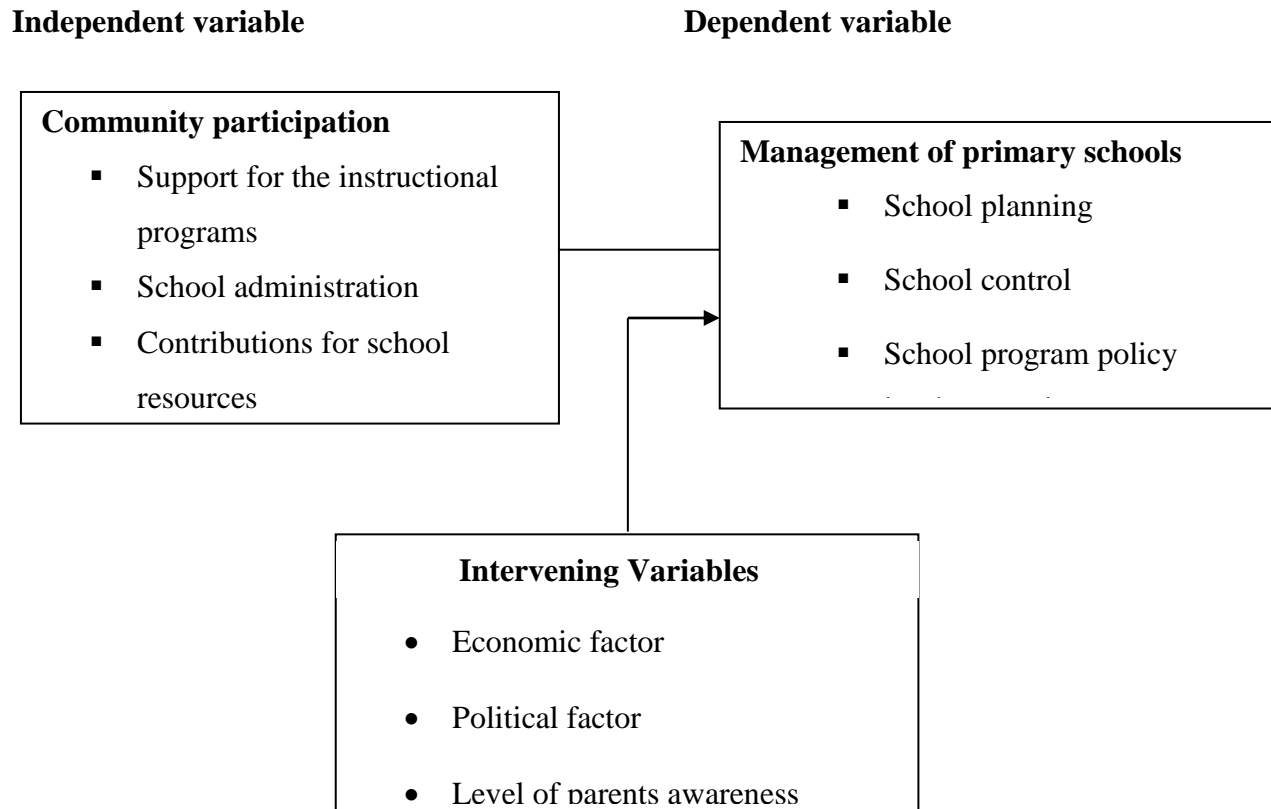 Independent variable
Dependent variable
Community participation
▪ Support for the instructional
programs
▪ School administration
▪ Contributions for school
resources
Management of primary schools
▪ School planning
▪ School control
▪ School program policy
Intervening Variables
• Economic factor
• Political factor
• Level of parents awareness